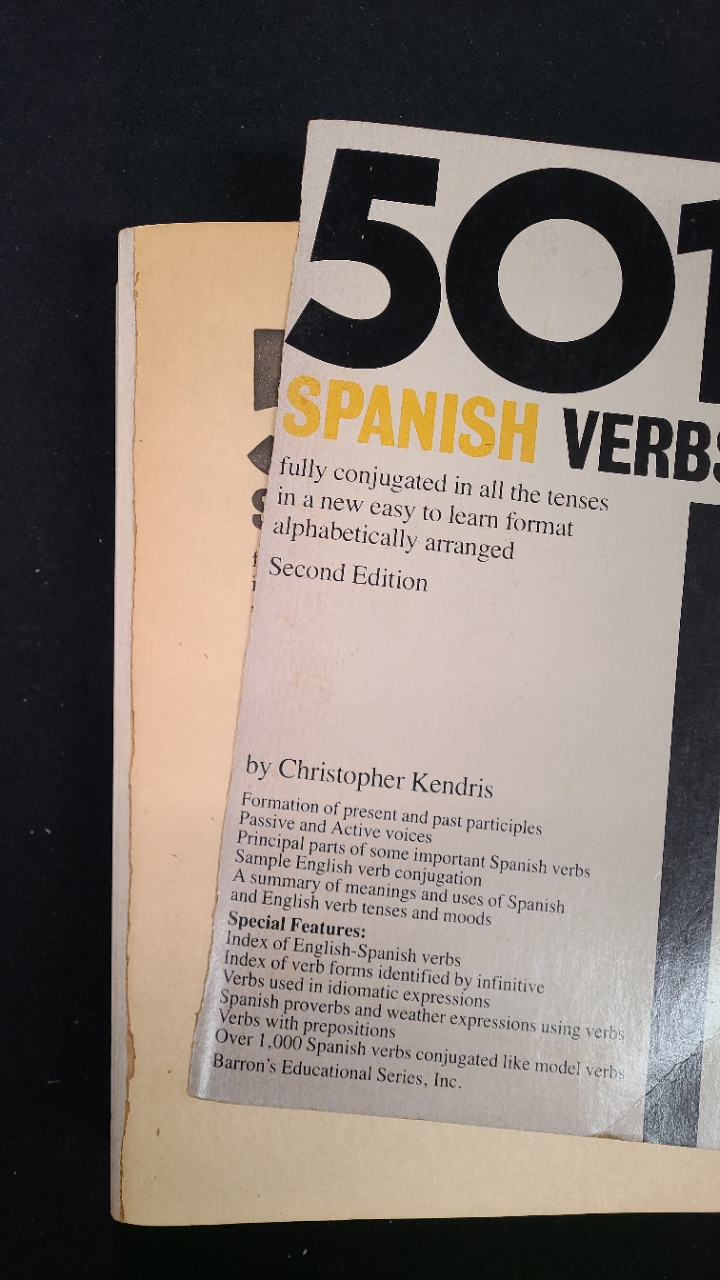 501
SPANISH VERBS
fully conjugated in all the tenses
in a new easy to learn format
alphabetically arranged
Second Edition
by Christopher Kendris
Formation of present and past participles
Passive and Active voices
Principal parts of some important Spanish verbs
Sample English verb conjugation
A summary of meanings and uses of Spanish
and English verb tenses and moods
Special Features:
Index of English-Spanish verbs
Index of verb forms identified by infinitive
Verbs used in idiomatic expressions
Spanish proverbs and weather expressions using verbs
Verbs with prepositions
Over 1,000 Spanish verbs conjugated like model verbs
Barron's Educational Series, Inc.